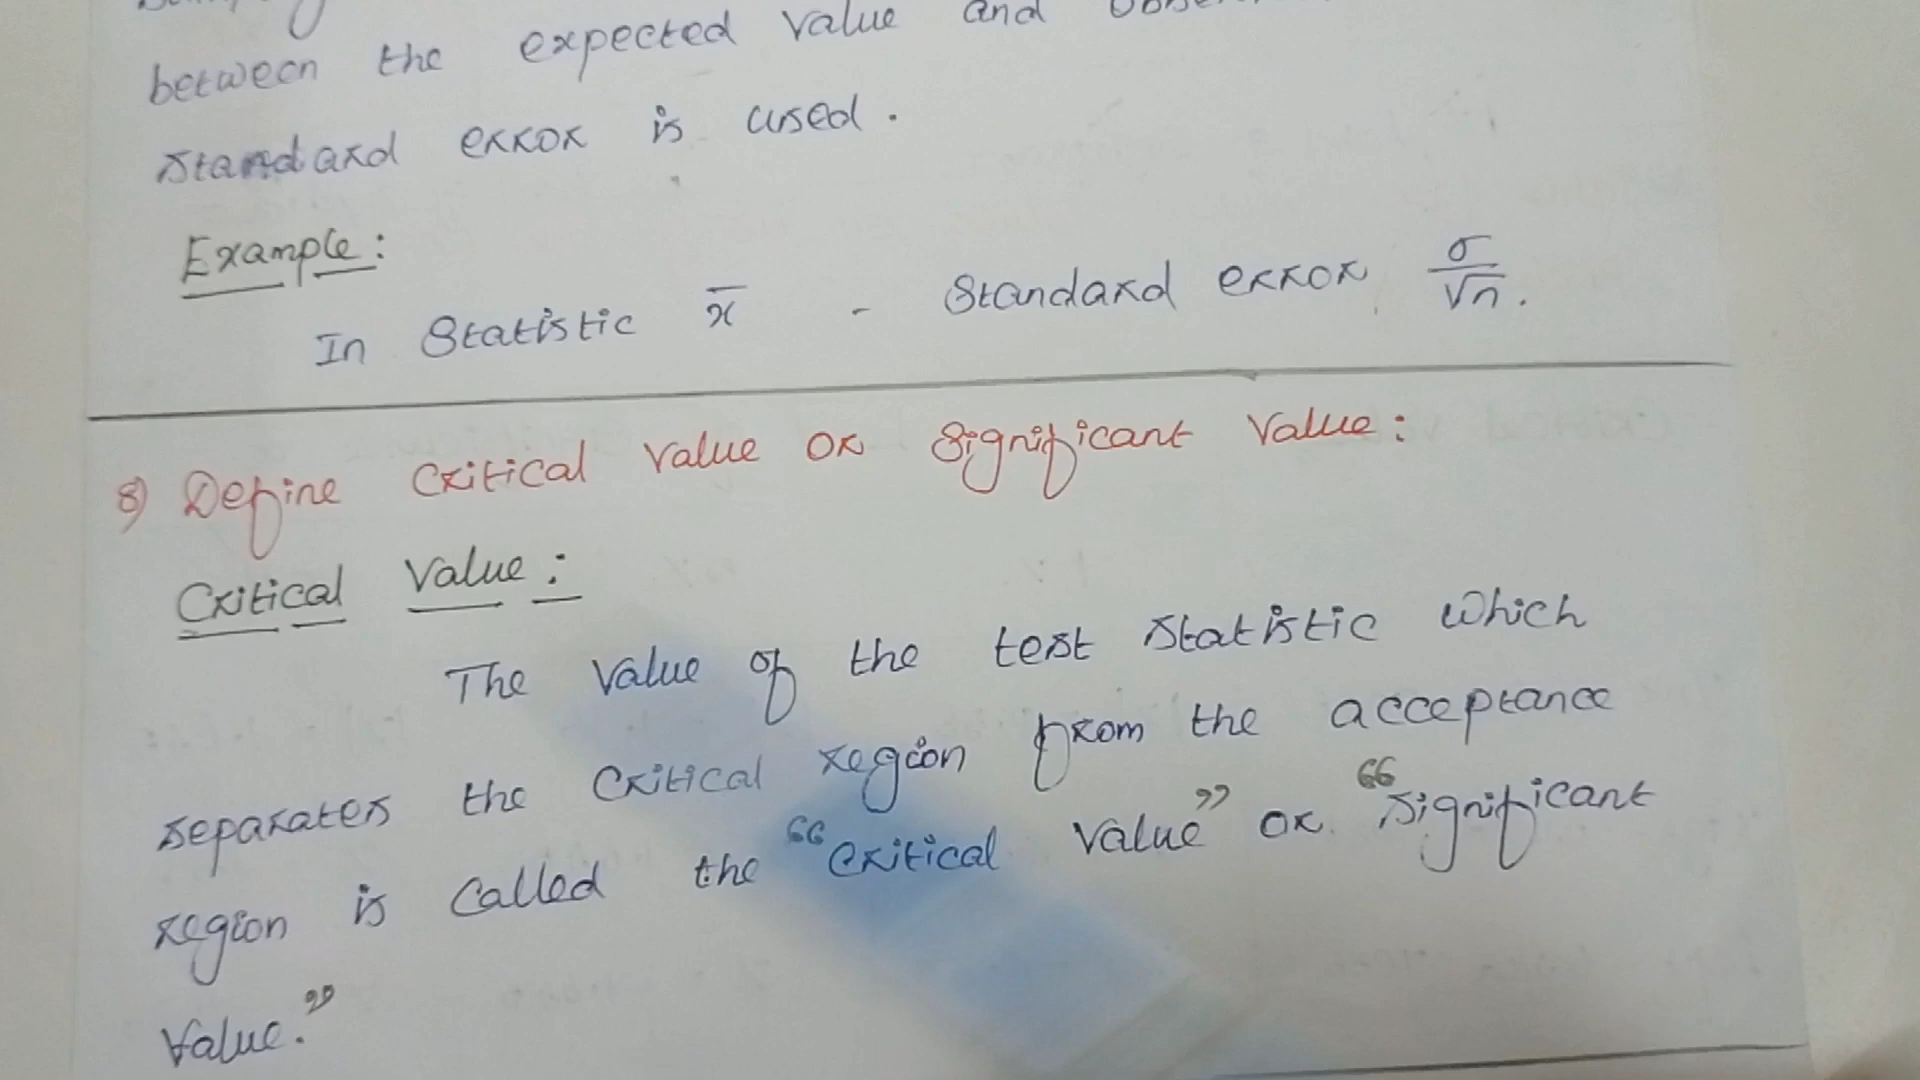 between the expected value and
standard error is used.
Example:
In Statistic x̄ - Standard error σ/√n.
8) Define Critical Value or Significant Value:
Critical Value:
The Value of the test statistic which
separates the Critical region from the acceptance
region is Called the "Critical Value" or "Significant
Value."